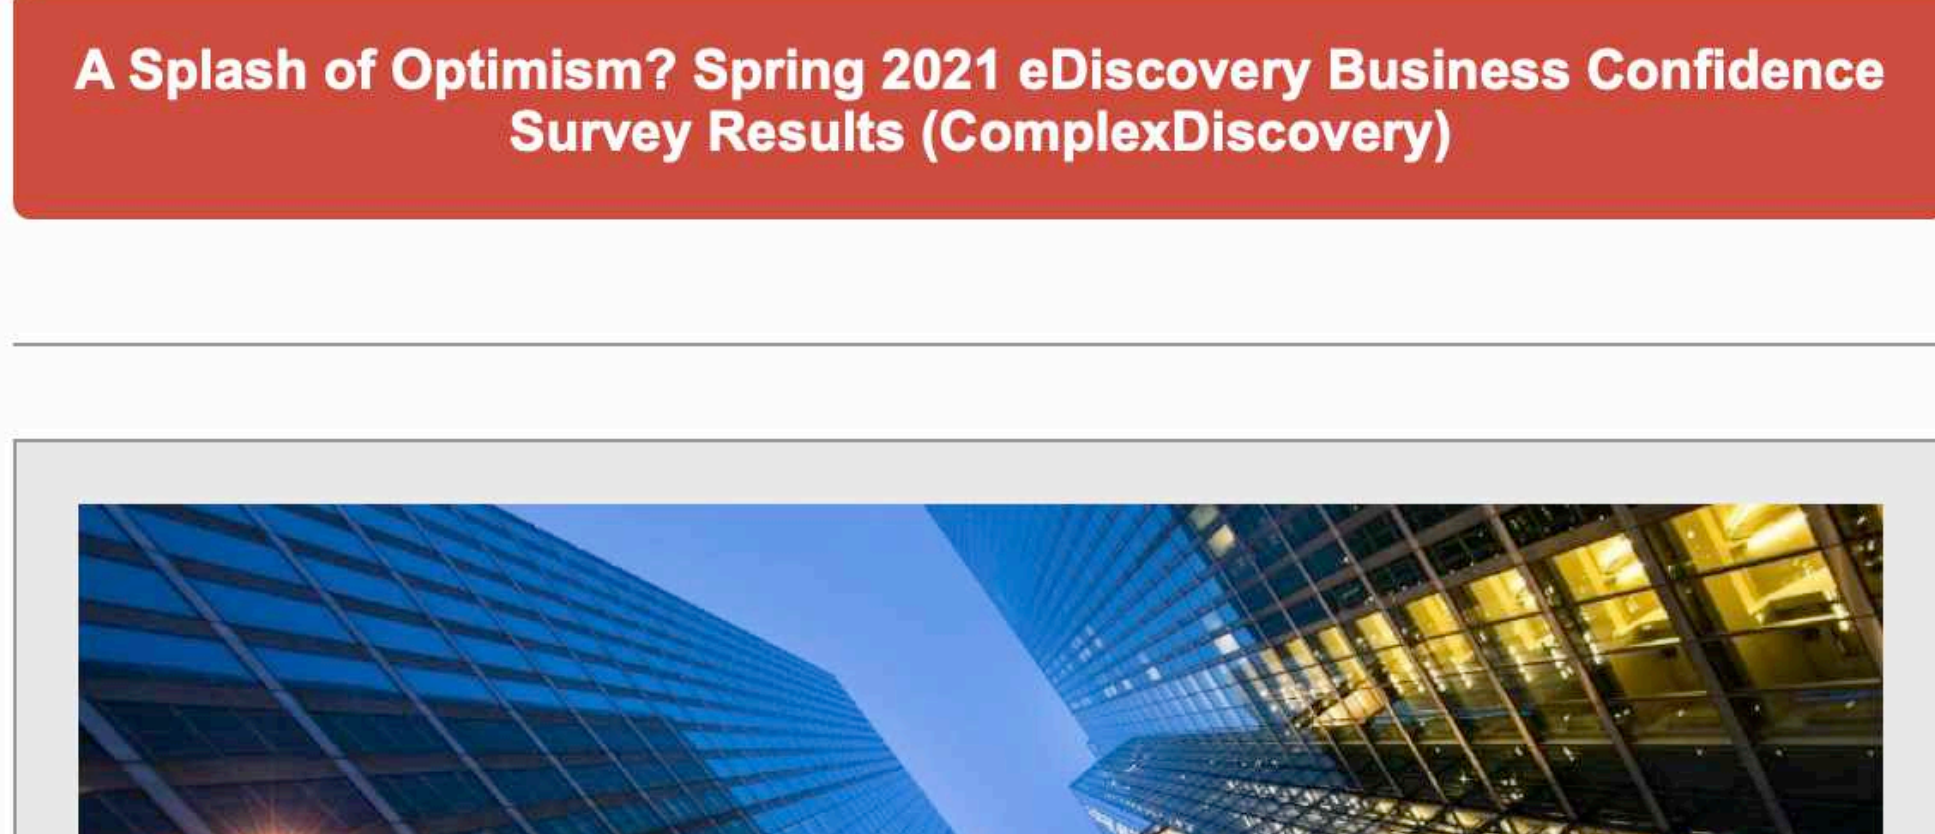 A Splash of Optimism? Spring 2021 eDiscovery Business Confidence
Survey Results (ComplexDiscovery)